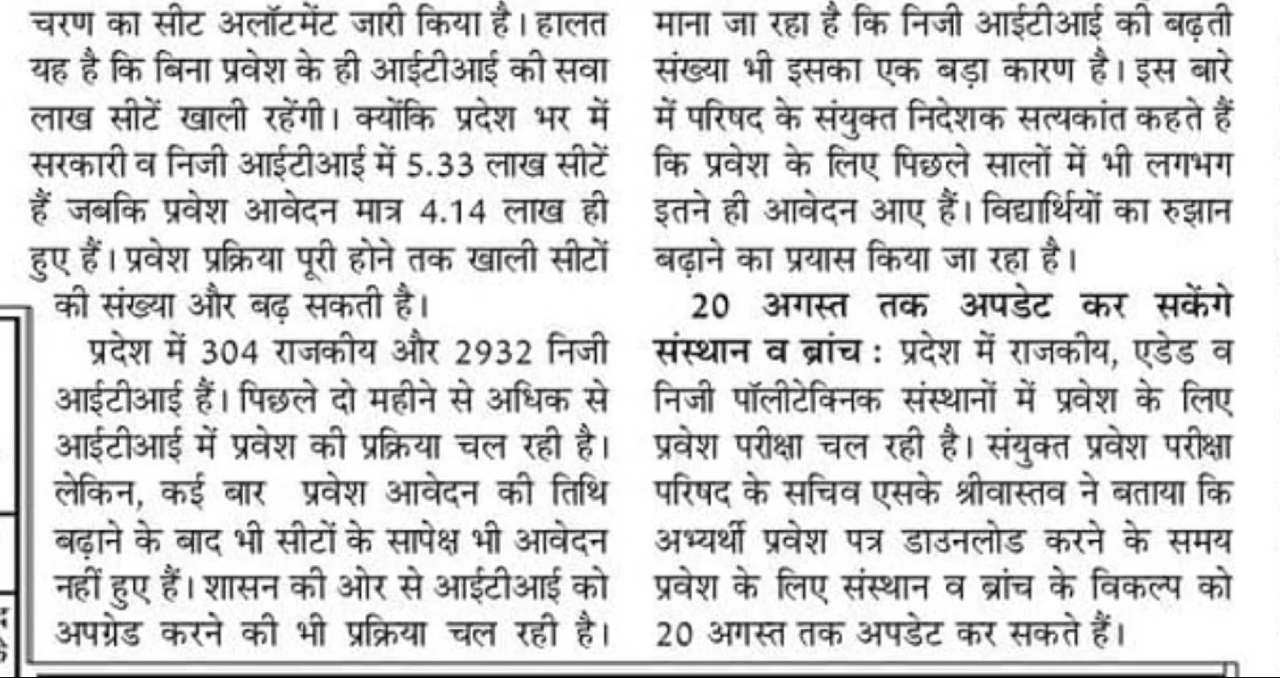 चरण का सीट अलॉटमेंट जारी किया है। हालत
यह है कि बिना प्रवेश के ही आईटीआई की सवा
लाख सीटें खाली रहेंगी। क्योंकि प्रदेश भर में
सरकारी व निजी आईटीआई में 5.33 लाख सीटें
हैं जबकि प्रवेश आवेदन मात्र 4.14 लाख ही
हुए हैं। प्रवेश प्रक्रिया पूरी होने तक खाली सीटों
की संख्या और बढ़ सकती है।
प्रदेश में 304 राजकीय और 2932 निजी
आईटीआई हैं। पिछले दो महीने से अधिक से
आईटीआई में प्रवेश की प्रक्रिया चल रही है।
लेकिन, कई बार प्रवेश आवेदन की तिथि
बढ़ाने के बाद भी सीटों के सापेक्ष भी आवेदन
नहीं हुए हैं। शासन की ओर से आईटीआई को
अपग्रेड करने की भी प्रक्रिया चल रही है।
माना जा रहा है कि निजी आईटीआई की बढ़ती
संख्या भी इसका एक बड़ा कारण है। इस बारे
में परिषद के संयुक्त निदेशक सत्यकांत कहते हैं
कि प्रवेश के लिए पिछले सालों में भी लगभग
इतने ही आवेदन आए हैं। विद्यार्थियों का रुझान
बढ़ाने का प्रयास किया जा रहा है।
20 अगस्त तक अपडेट कर सकेंगे
संस्थान व ब्रांच : प्रदेश में राजकीय, एडेड व
निजी पॉलीटेक्निक संस्थानों में प्रवेश के लिए
प्रवेश परीक्षा चल रही है। संयुक्त प्रवेश परीक्षा
परिषद के सचिव एसके श्रीवास्तव ने बताया कि
अभ्यर्थी प्रवेश पत्र डाउनलोड करने के समय
प्रवेश के लिए संस्थान व ब्रांच के विकल्प को
20 अगस्त तक अपडेट कर सकते हैं।